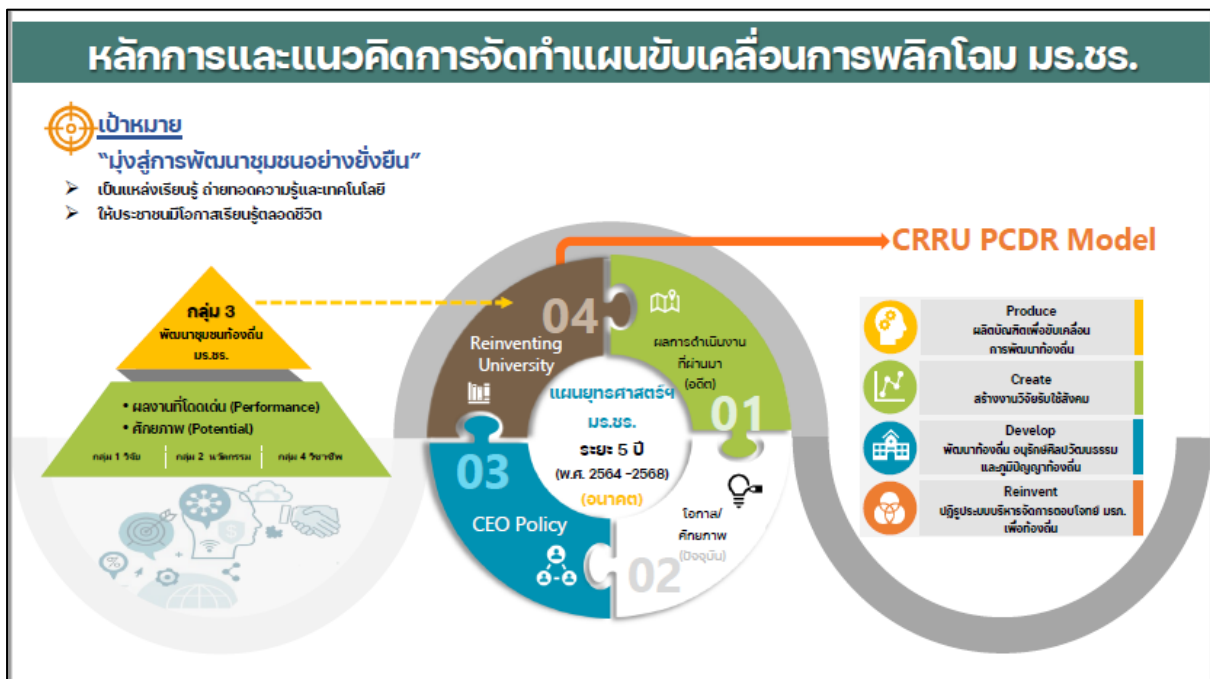 หลักการและแนวคิดการจัดทำแผนขับเคลื่อนการพลิกโฉม มร.ชร.
เป้าหมาย
“มุ่งสู่การพัฒนาชุมชนอย่างยั่งยืน”
➢ เป็นแหล่งเรียนรู้ ถ่ายทอดความรู้และเทคโนโลยี
➢ ให้ประชาชนมีโอกาสเรียนรู้ตลอดชีวิต
กลุ่ม 3
พัฒนาชุมชนท้องถิ่น
มร.ชร.
• ผลงานที่โดดเด่น (Performance)
• ศักยภาพ (Potential)
กลุ่ม 1 วิจัย
กลุ่ม 2 นวัตกรรม
กลุ่ม 4 วิชาชีพ
04
Reinventing
University
ผลการดำเนินงาน
ที่ผ่านมา
(อดีต)
01
แผนยุทธศาสตร์ฯ
มร.ชร.
ระยะ 5 ปี
(พ.ศ. 2564 -2568)
(อนาคต)
03
CEO Policy
โอกาส/
ศักยภาพ
(ปัจจุบัน)
02
CRRU PCDR Model
Produce
ผลิตบัณฑิตเพื่อขับเคลื่อน
การพัฒนาท้องถิ่น
Create
สร้างงานวิจัยรับใช้สังคม
Develop
พัฒนาท้องถิ่น อนุรักษ์ศิลปวัฒนธรรม
และภูมิปัญญาท้องถิ่น
Reinvent
ปฏิรูประบบบริหารจัดการตอบโจทย์ มรภ.
เพื่อท้องถิ่น